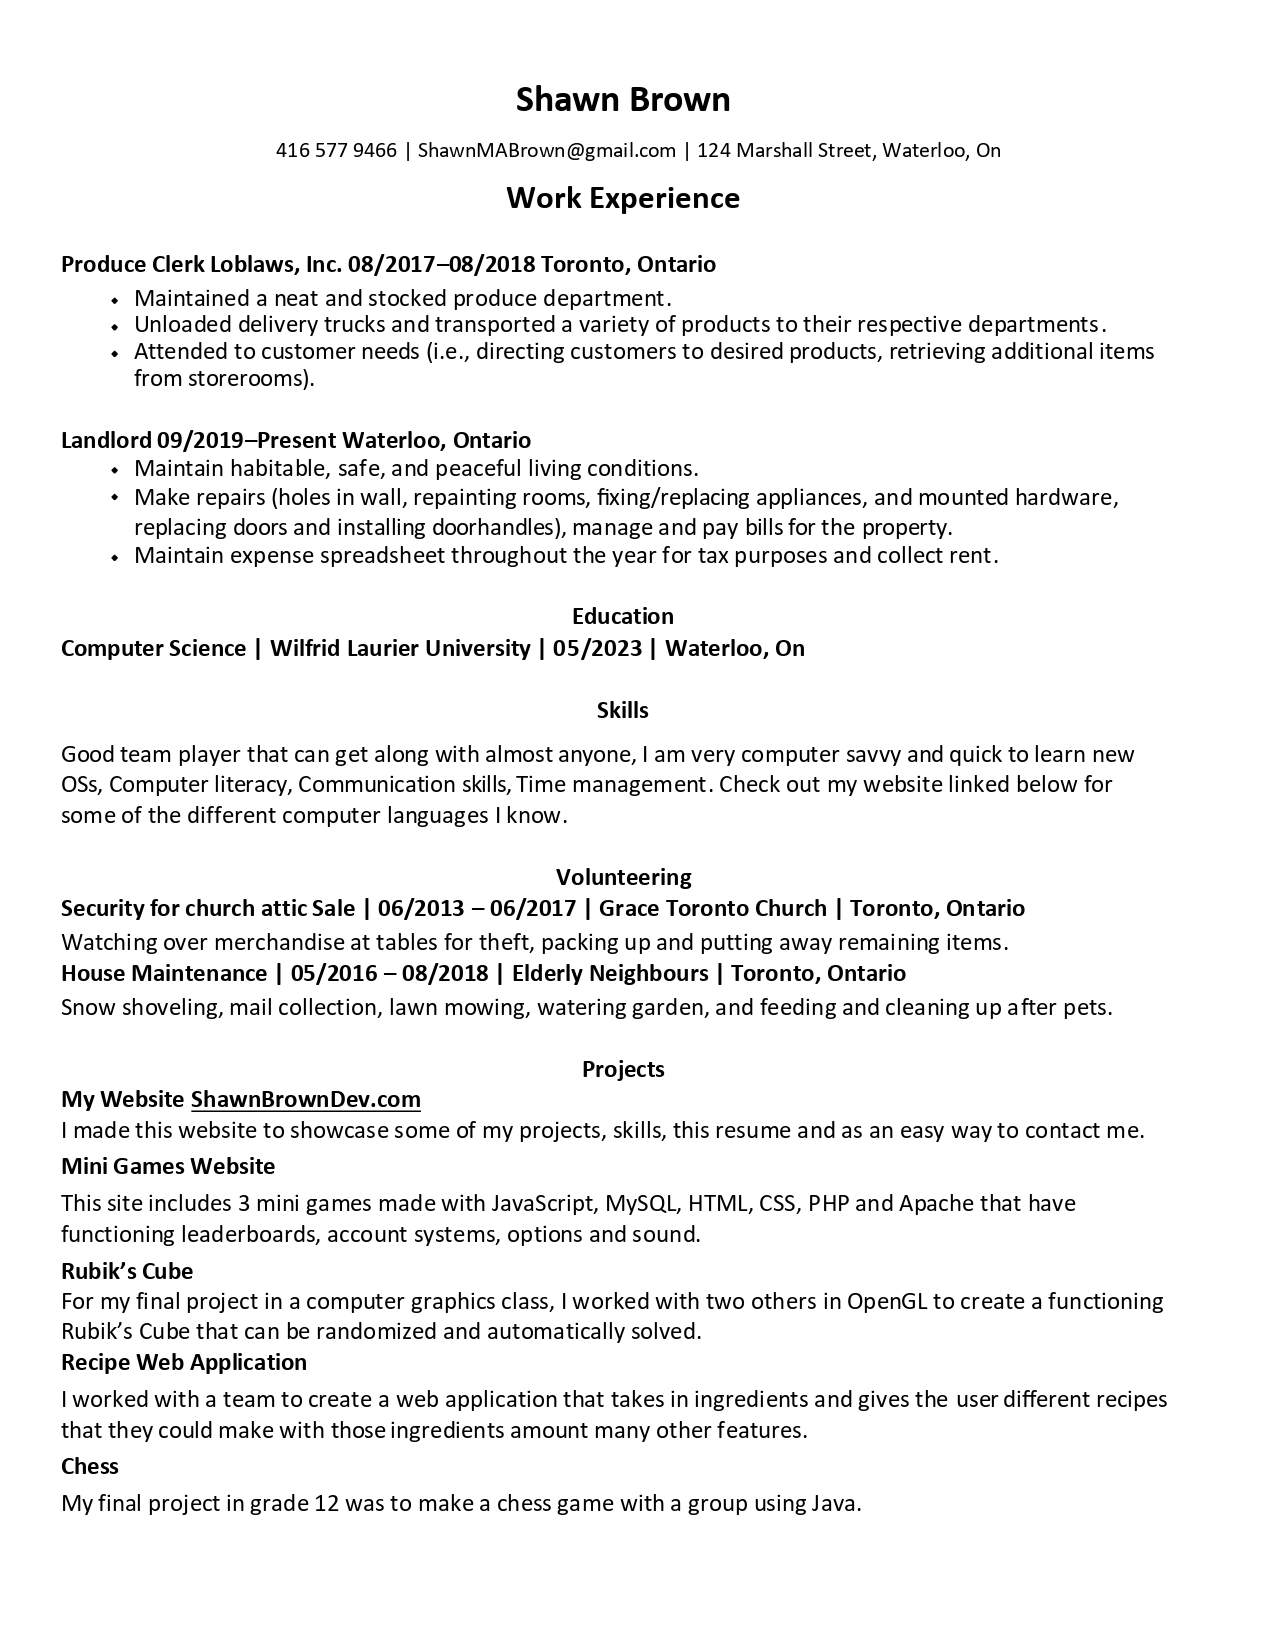 Shawn Brown
416 577 9466 | ShawnMABrown@gmail.com | 124 Marshall Street, Waterloo, On
Work Experience
Produce Clerk Loblaws, Inc. 08/2017–08/2018 Toronto, Ontario
• Maintained a neat and stocked produce department.
• Unloaded delivery trucks and transported a variety of products to their respective departments.
• Attended to customer needs (i.e., directing customers to desired products, retrieving additional items
from storerooms).
Landlord 09/2019–Present Waterloo, Ontario
• Maintain habitable, safe, and peaceful living conditions.
• Make repairs (holes in wall, repainting rooms, fixing/replacing appliances, and mounted hardware,
replacing doors and installing doorhandles), manage and pay bills for the property.
• Maintain expense spreadsheet throughout the year for tax purposes and collect rent.
Education
Computer Science | Wilfrid Laurier University | 05/2023 | Waterloo, On
Skills
Good team player that can get along with almost anyone, I am very computer savvy and quick to learn new
OSs, Computer literacy, Communication skills, Time management. Check out my website linked below for
some of the different computer languages I know.
Volunteering
Security for church attic Sale | 06/2013 – 06/2017 | Grace Toronto Church | Toronto, Ontario
Watching over merchandise at tables for theft, packing up and putting away remaining items.
House Maintenance | 05/2016 – 08/2018 | Elderly Neighbours | Toronto, Ontario
Snow shoveling, mail collection, lawn mowing, watering garden, and feeding and cleaning up after pets.
Projects
My Website ShawnBrownDev.com
I made this website to showcase some of my projects, skills, this resume and as an easy way to contact me.
Mini Games Website
This site includes 3 mini games made with JavaScript, MySQL, HTML, CSS, PHP and Apache that have
functioning leaderboards, account systems, options and sound.
Rubik’s Cube
For my final project in a computer graphics class, I worked with two others in OpenGL to create a functioning
Rubik’s Cube that can be randomized and automatically solved.
Recipe Web Application
I worked with a team to create a web application that takes in ingredients and gives the user different recipes
that they could make with those ingredients amount many other features.
Chess
My final project in grade 12 was to make a chess game with a group using Java.